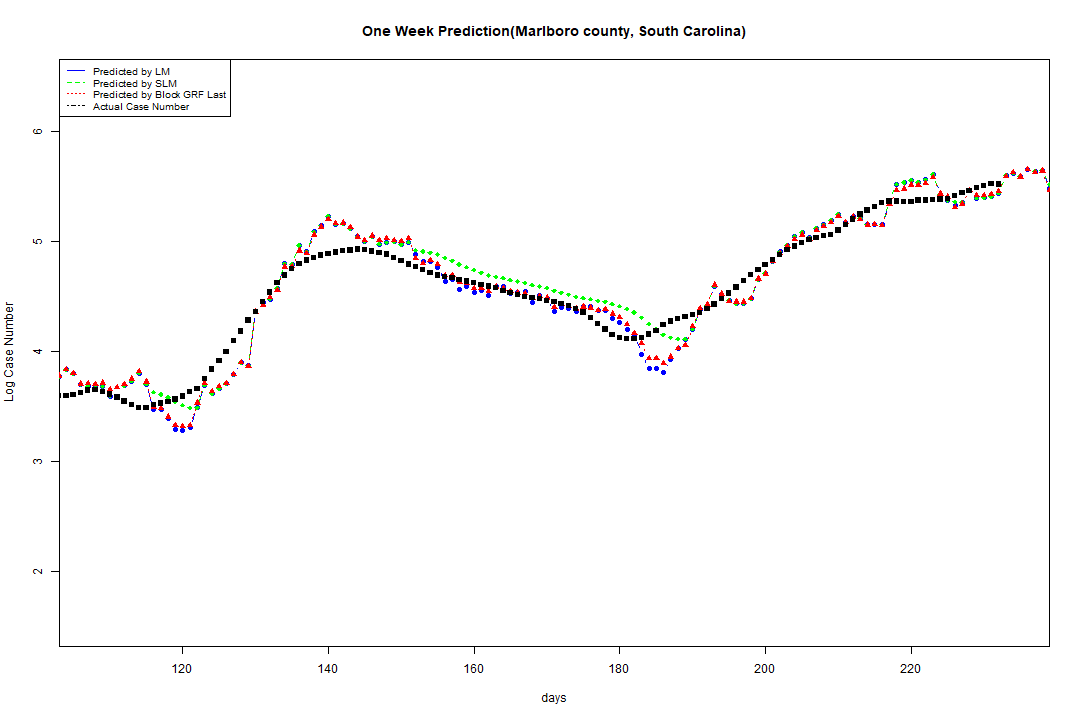 One Week Prediction(Marlboro county, South Carolina)
Predicted by LM
Predicted by SLM
Predicted by Block GRF Last
Actual Case Number
6
5
4
3
2
Log Case Number
120 140 160 180 200 220
days